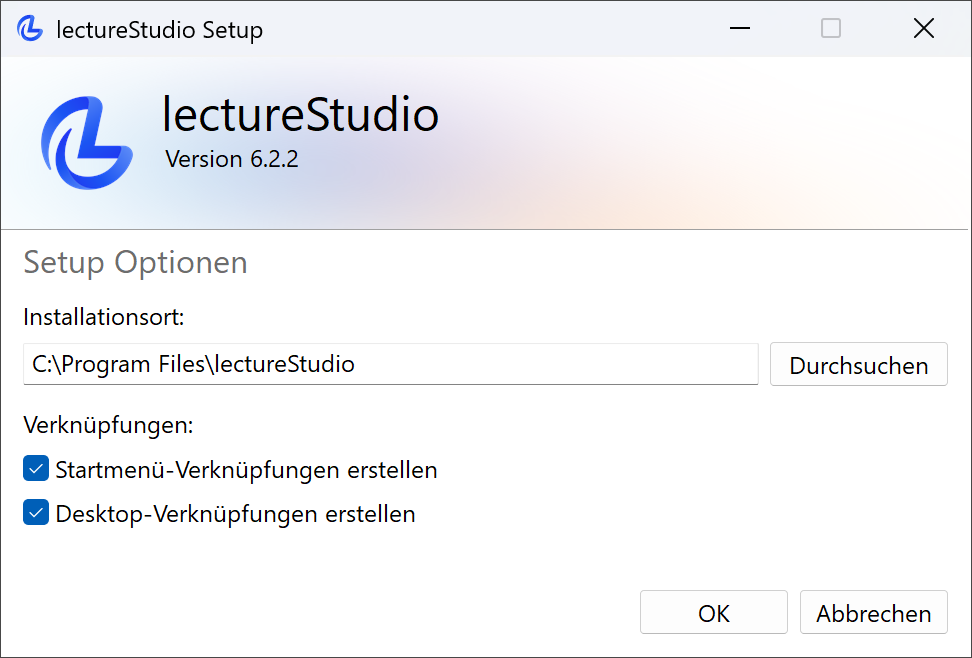 lectureStudio Setup
lectureStudio
Version 6.2.2
Setup Optionen
Installationsort:
C:\Program Files\lectureStudio
Durchsuchen
Verknüpfungen:
Startmenü-Verknüpfungen erstellen
Desktop-Verknüpfungen erstellen
OK
Abbrechen